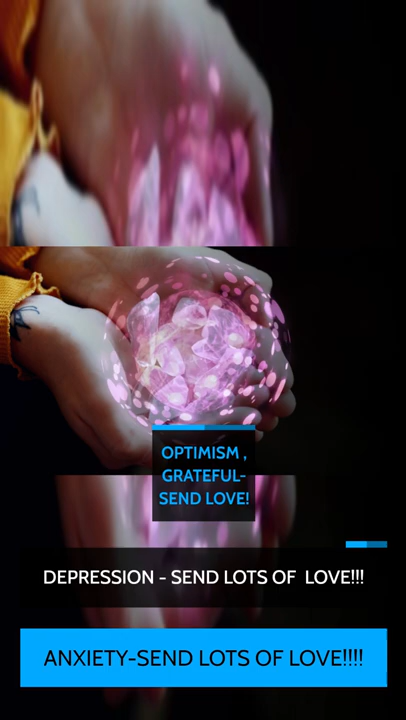 OPTIMISM ,
GRATEFUL-
SEND LOVE!
DEPRESSION - SEND LOTS OF  LOVE!!!
ANXIETY-SEND LOTS OF LOVE!!!!